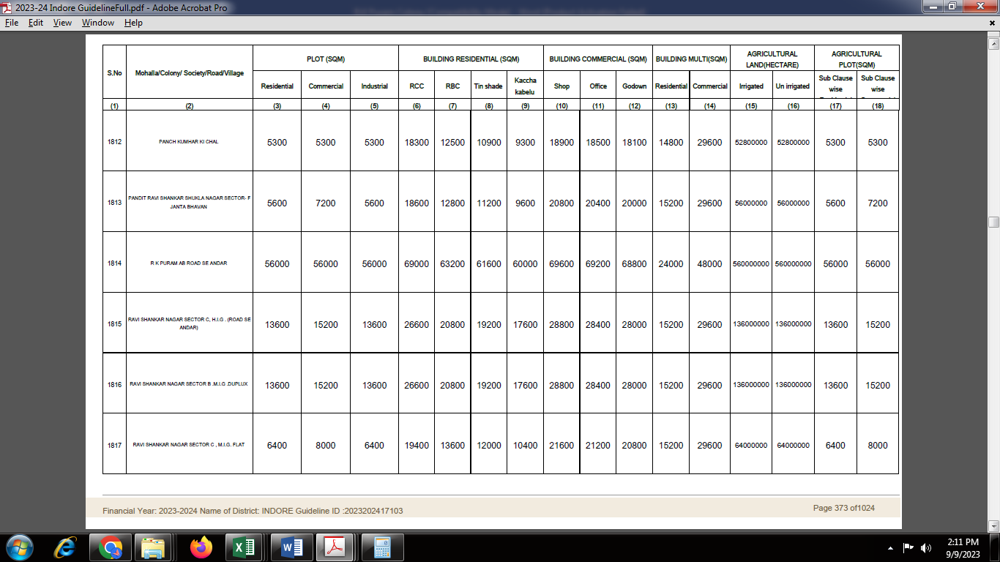 2023-24 Indore GuidelineFull.pdf - Adobe Acrobat Pro
File Edit View Window Help
S.No Mohalla/Colony/ Society/Road/Village PLOT (SQM) BUILDING RESIDENTIAL (SQM) BUILDING COMMERCIAL (SQM) BUILDING MULTI(SQM) AGRICULTURAL LAND(HECTARE) AGRICULTURAL PLOT(SQM)
Residential Commercial Industrial RCC RBC Tin shade Kaccha kabelu Shop Office Godown Residential Commercial Irrigated Un irrigated Sub Clause wise Sub Clause wise
(1) (2) (3) (4) (5) (6) (7) (8) (9) (10) (11) (12) (13) (14) (15) (16) (17) (18)
1812 PANCH KUMHAR KI CHAL 5300 5300 5300 18300 12500 10900 9300 18900 18500 18100 14800 29600 52800000 52800000 5300 5300
1813 PANDIT RAVI SHANKAR SHUKLA NAGAR SECTOR- F JANTA BHAVAN 5600 7200 5600 18600 12800 11200 9600 20800 20400 20000 15200 29600 56000000 56000000 5600 7200
1814 R K PURAM AB ROAD SE ANDAR 56000 56000 56000 69000 63200 61600 60000 69600 69200 68800 24000 48000 560000000 560000000 56000 56000
1815 RAVI SHANKAR NAGAR SECTOR C, H.I.G . (ROAD SE ANDAR) 13600 15200 13600 26600 20800 19200 17600 28800 28400 28000 15200 29600 136000000 136000000 13600 15200
1816 RAVI SHANKAR NAGAR SECTOR B .M.I.G .DUPLUX 13600 15200 13600 26600 20800 19200 17600 28800 28400 28000 15200 29600 136000000 136000000 13600 15200
1817 RAVI SHANKAR NAGAR SECTOR C , M.I.G. FLAT 6400 8000 6400 19400 13600 12000 10400 21600 21200 20800 15200 29600 64000000 64000000 6400 8000
Financial Year: 2023-2024 Name of District: INDORE Guideline ID :2023202417103
Page 373 of1024
2:11 PM
9/9/2023